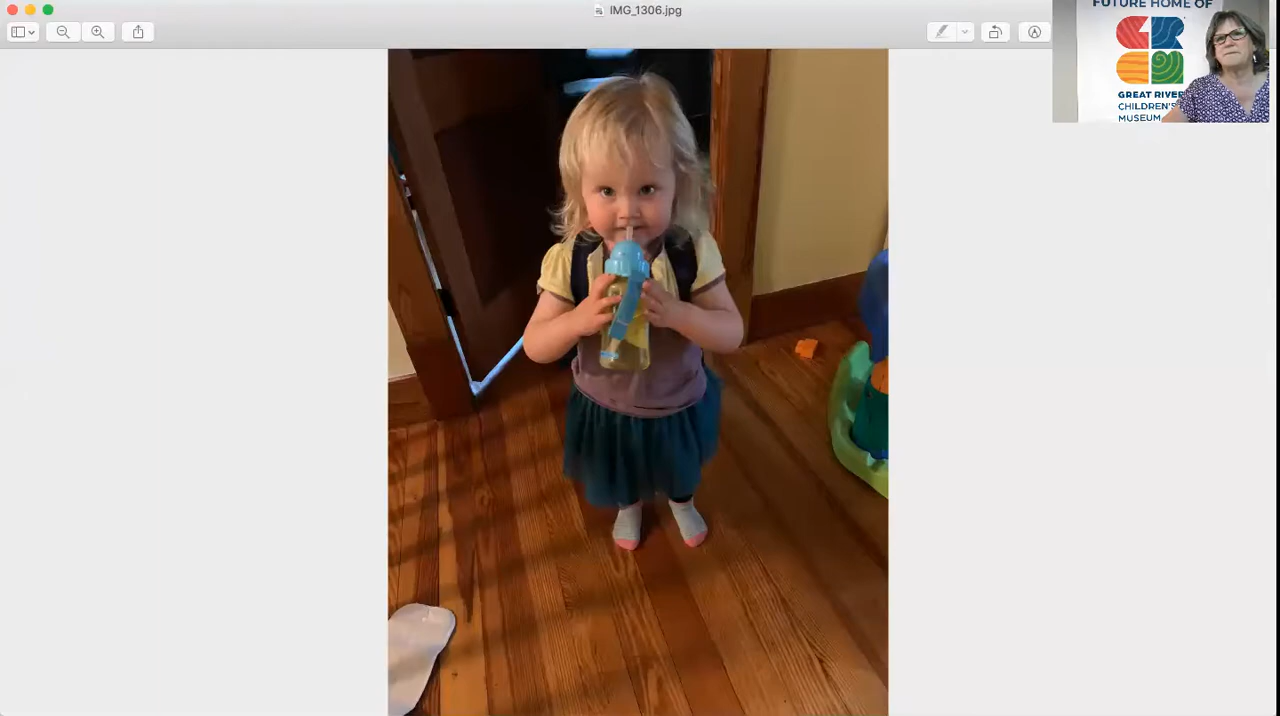 IMG_1306.jpg
FUTURE HOME OF
GREAT RIVER
CHILDREN'S
MUSEUM